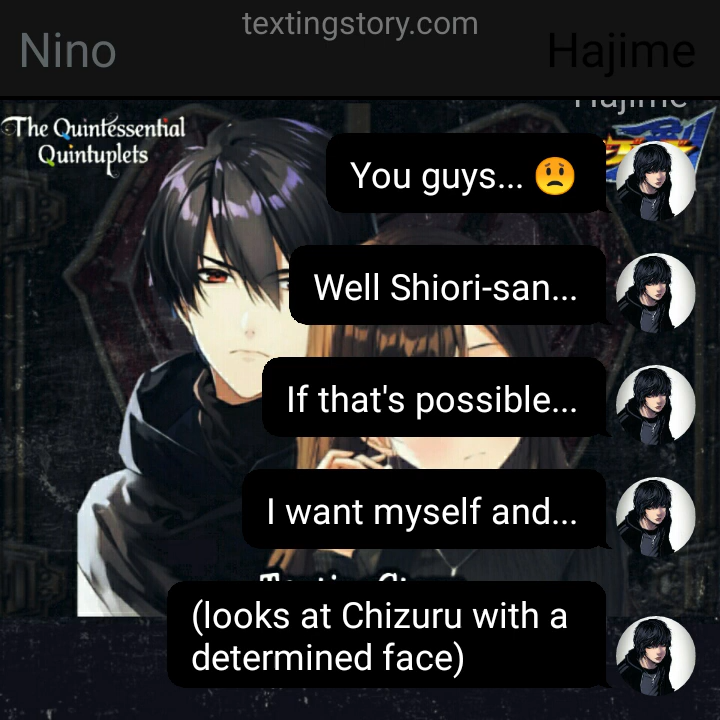 textingstory.com
Nino
Hajime
Hajime
The Quintessential
Quintuplets
You guys... 😟
Well Shiori-san...
If that's possible...
I want myself and...
(looks at Chizuru with a
determined face)